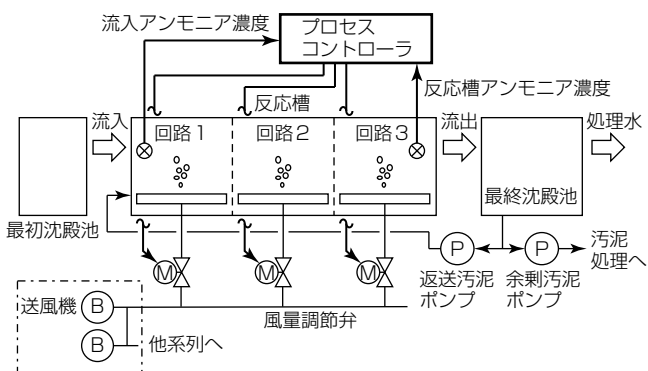 流入アンモニア濃度
プロセス
コントローラ
反応槽アンモニア濃度
反応槽
流入
回路1
回路2
回路3
流出
処理水
最初沈殿池
最終沈殿池
M
M
M
P
P
汚泥
処理へ
返送汚泥
ポンプ
余剰汚泥
ポンプ
送風機
B
風量調節弁
B
他系列へ